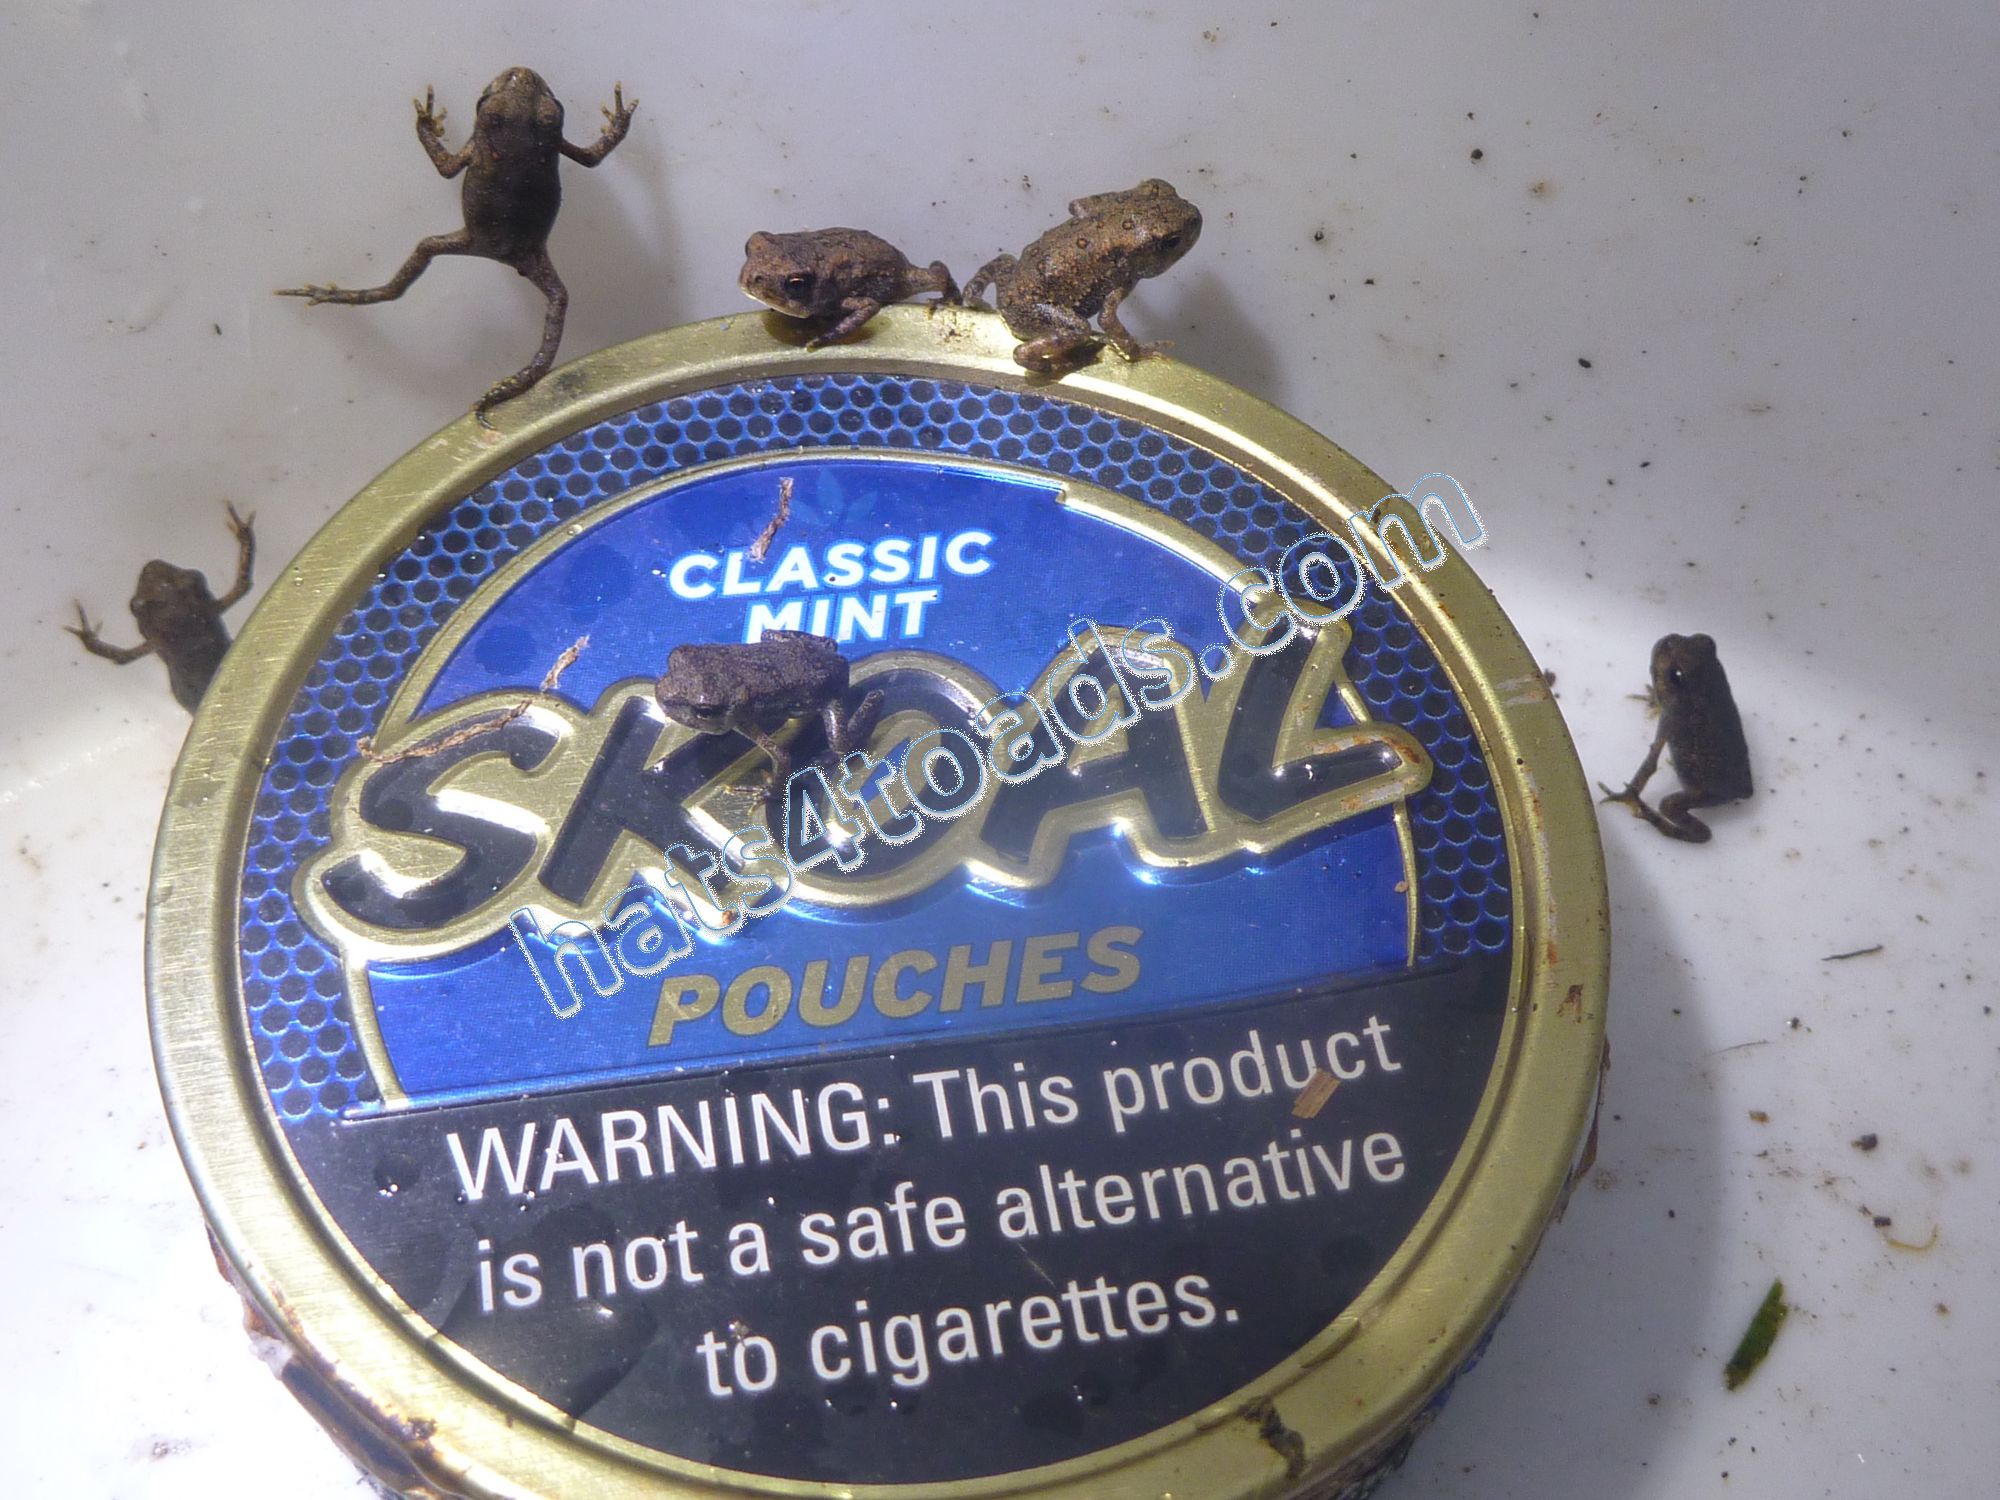 CLASSIC
MINT
SKOAL
hats4toads.com
POUCHES
WARNING: This product
is not a safe alternative
to cigarettes.